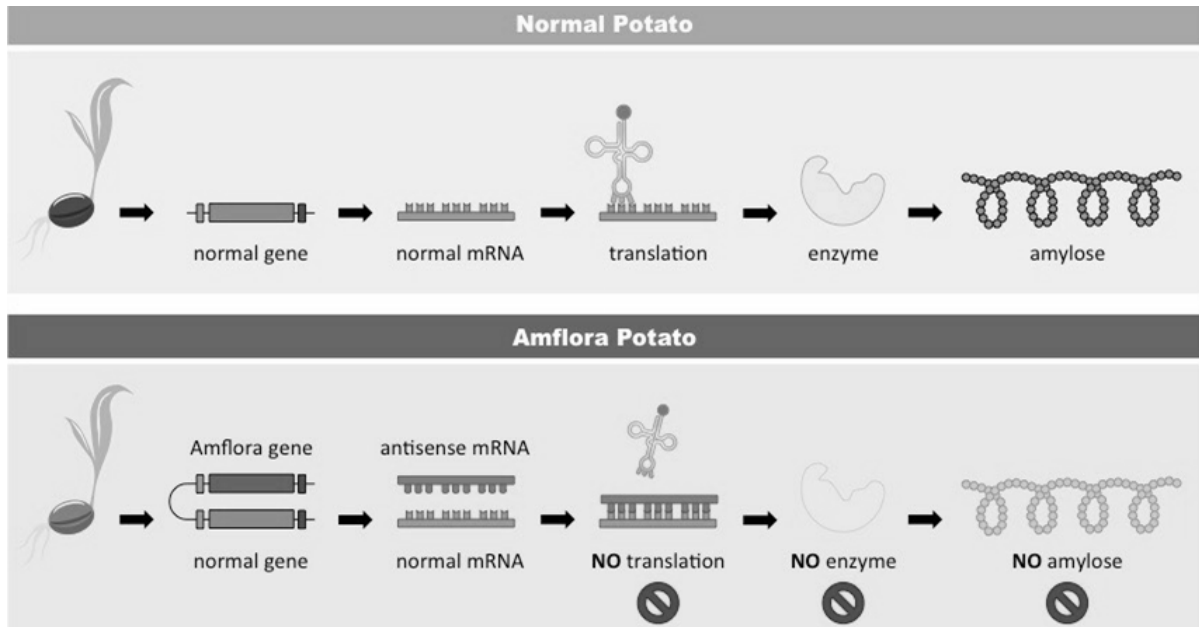 Normal Potato
normal gene
normal mRNA
translation
enzyme
amylose
Amflora Potato
Amflora gene
antisense mRNA
normal gene
normal mRNA
NO translation
NO enzyme
NO amylose